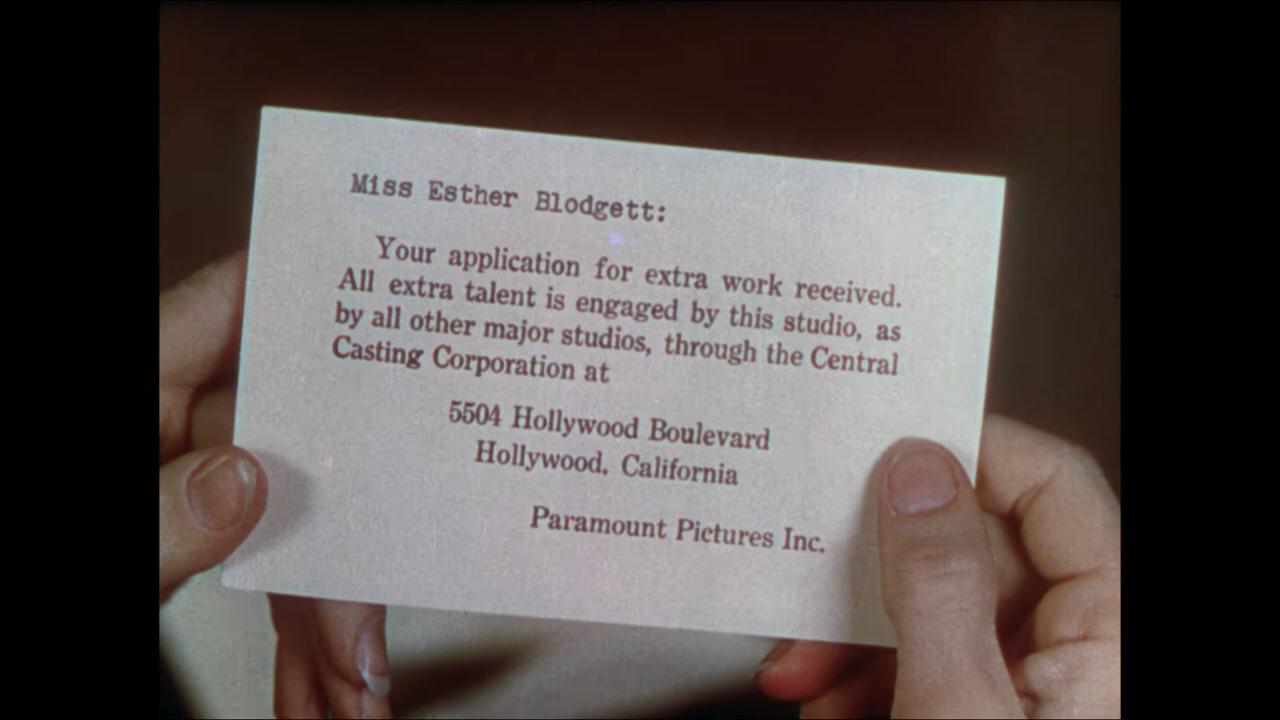 Miss Esther Blodgett:
Your application for extra work received.
All extra talent is engaged by this studio, as
by all other major studios, through the Central
Casting Corporation at
5504 Hollywood Boulevard
Hollywood. California
Paramount Pictures Inc.